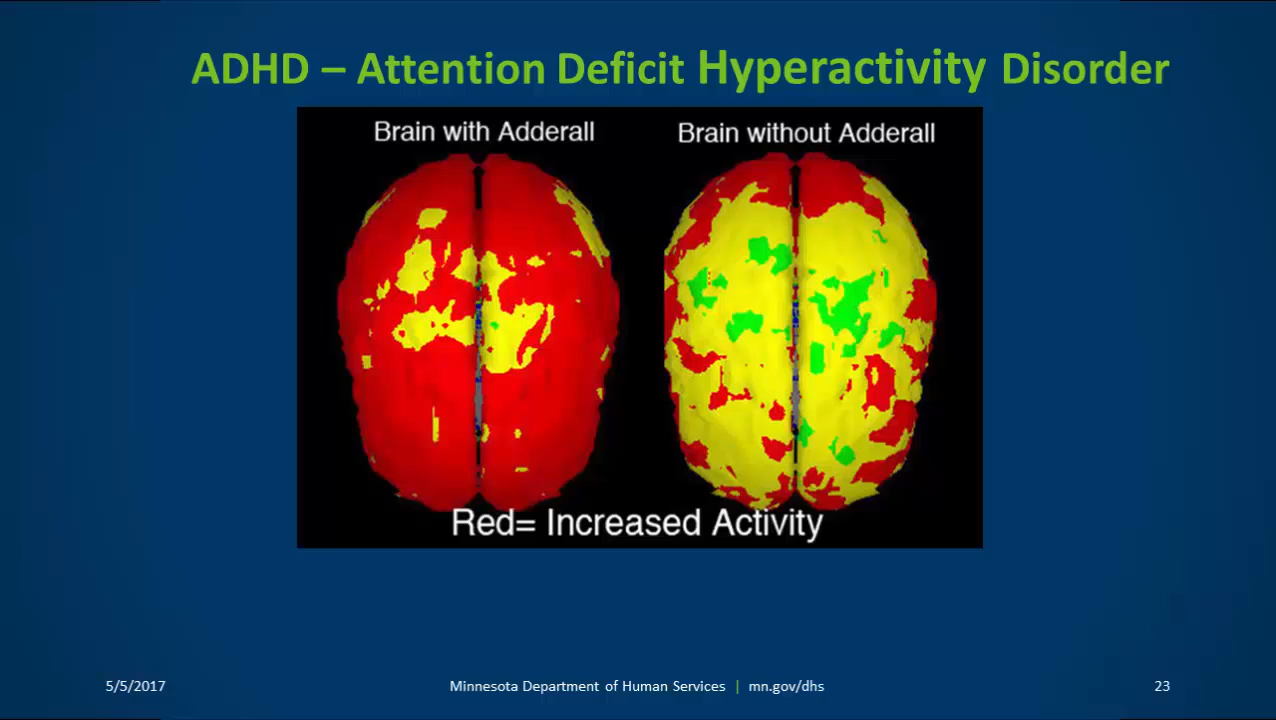 ADHD – Attention Deficit Hyperactivity Disorder
Brain with Adderall
Brain without Adderall
Red= Increased Activity
5/5/2017
Minnesota Department of Human Services | mn.gov/dhs
23